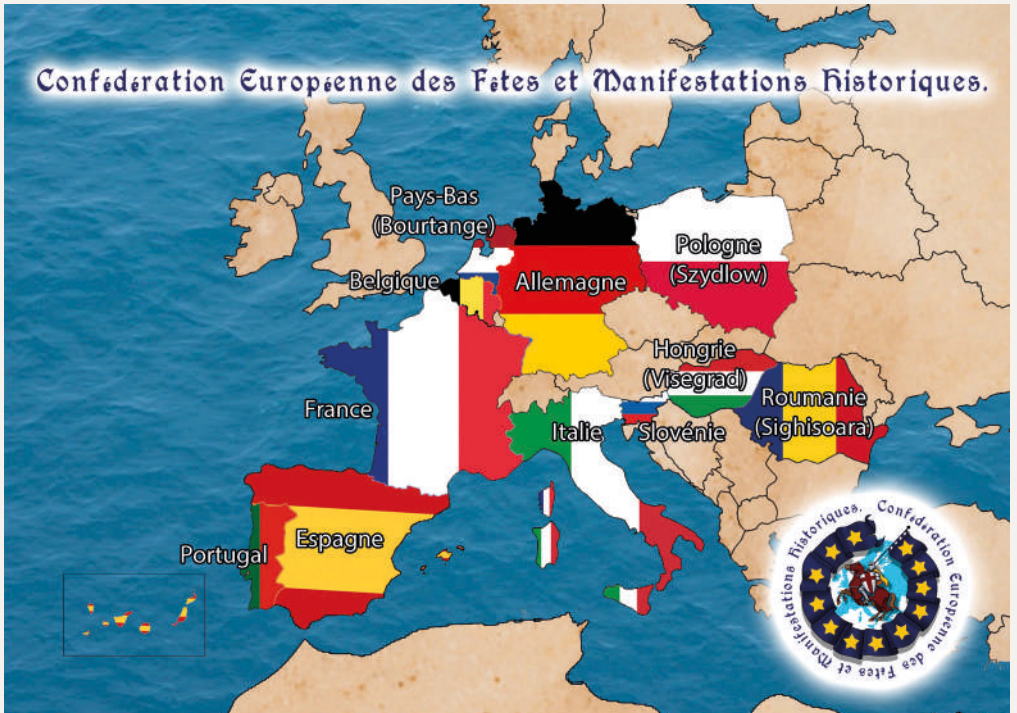 Confédération Européenne des Fêtes et Manifestations Historiques.
Pays-Bas
(Bourtange)
Pologne
(Szydlow)
Belgique
Allemagne
Hongrie
(Visegrad)
Roumanie
(Sighisoara)
France
Italie
Slovénie
Espagne
Portugal
Confédération Européenne des Fêtes et Manifestations Historiques.